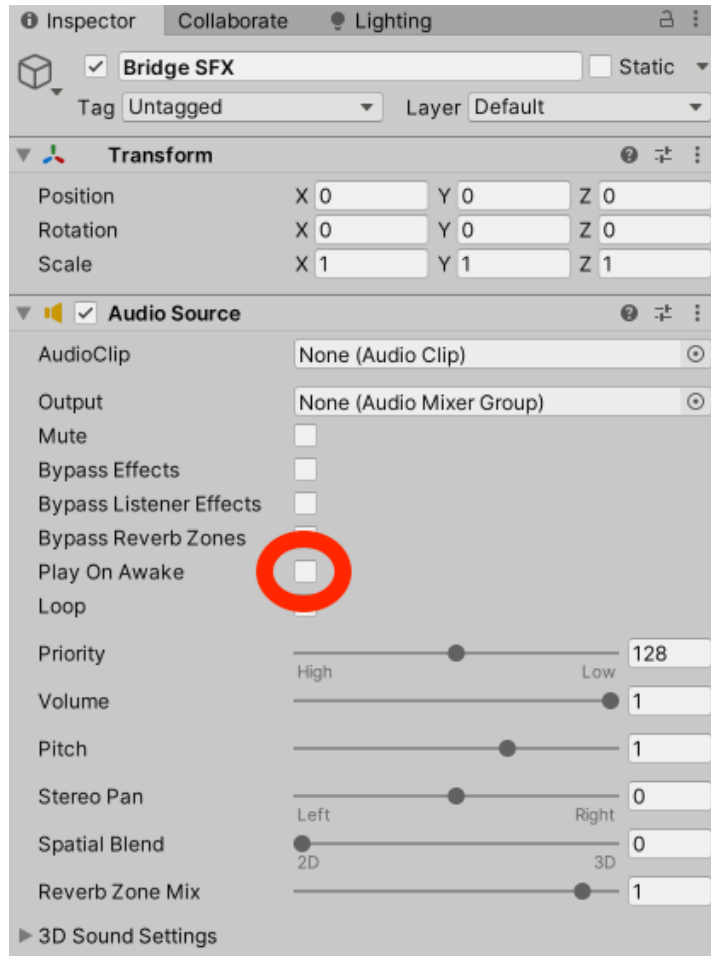 Inspector Collaborate Lighting
Bridge SFX Static
Tag Untagged Layer Default
Transform
Position X 0 Y 0 Z 0
Rotation X 0 Y 0 Z 0
Scale X 1 Y 1 Z 1
Audio Source
AudioClip None (Audio Clip)
Output None (Audio Mixer Group)
Mute
Bypass Effects
Bypass Listener Effects
Bypass Reverb Zones
Play On Awake
Loop
Priority 128
High Low
Volume 1
Pitch 1
Stereo Pan 0
Left Right
Spatial Blend 0
2D 3D
Reverb Zone Mix 1
3D Sound Settings